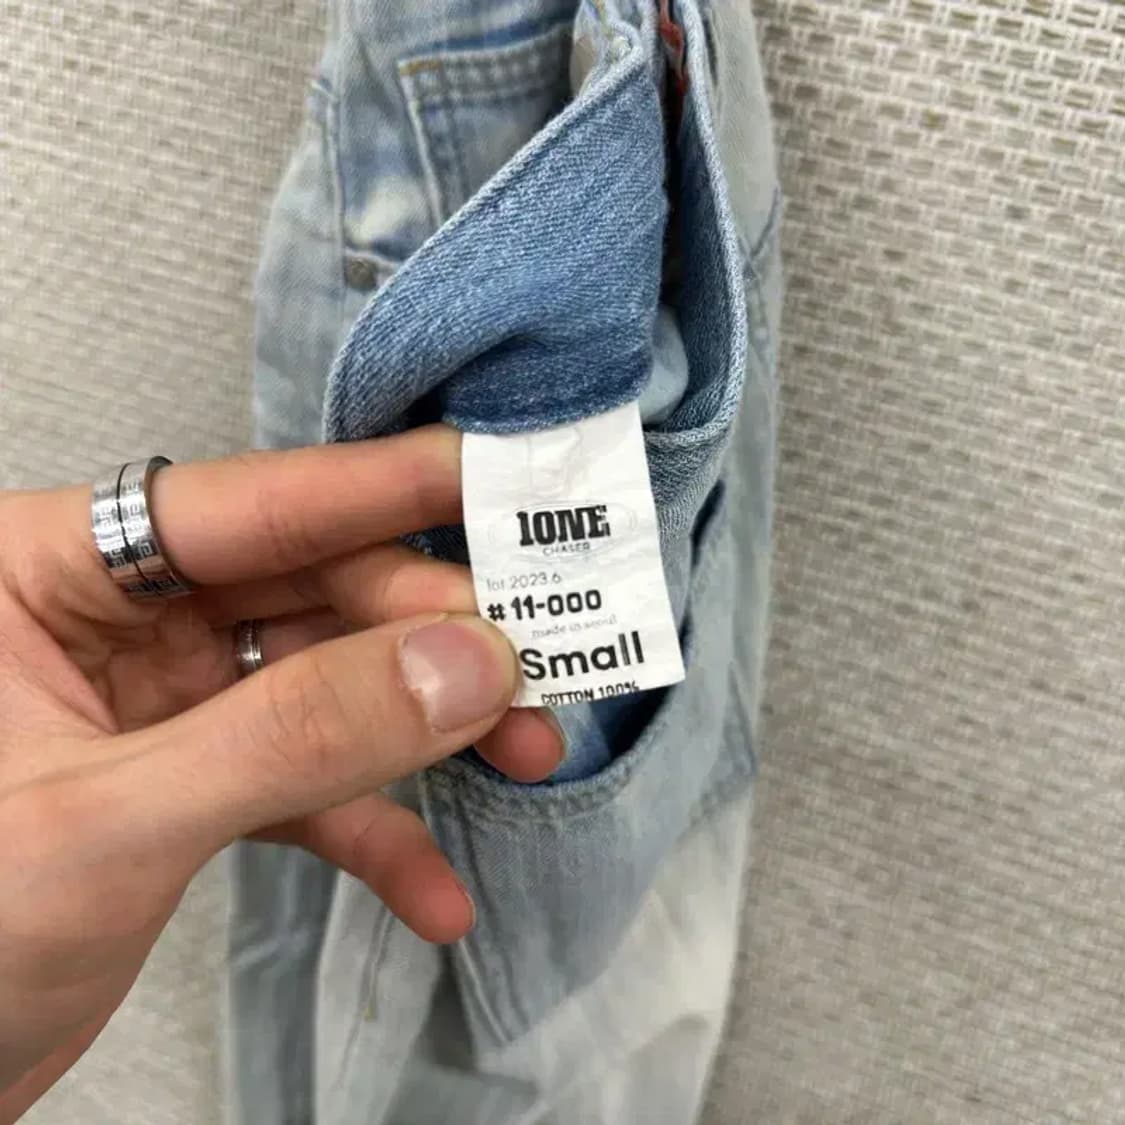 1ONE
CHASER
lot 2023.6
#11-000
made in seoul
Small
COTTON 100%